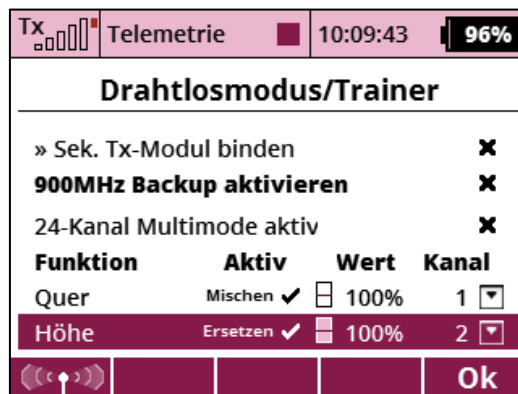 Tx Telemetrie 10:09:43 96%
Drahtlosmodus/Trainer
» Sek. Tx-Modul binden
900MHz Backup aktivieren
24-Kanal Multimode aktiv
Funktion Aktiv Wert Kanal
Quer Mischen 100% 1
Höhe Ersetzen 100% 2
Ok